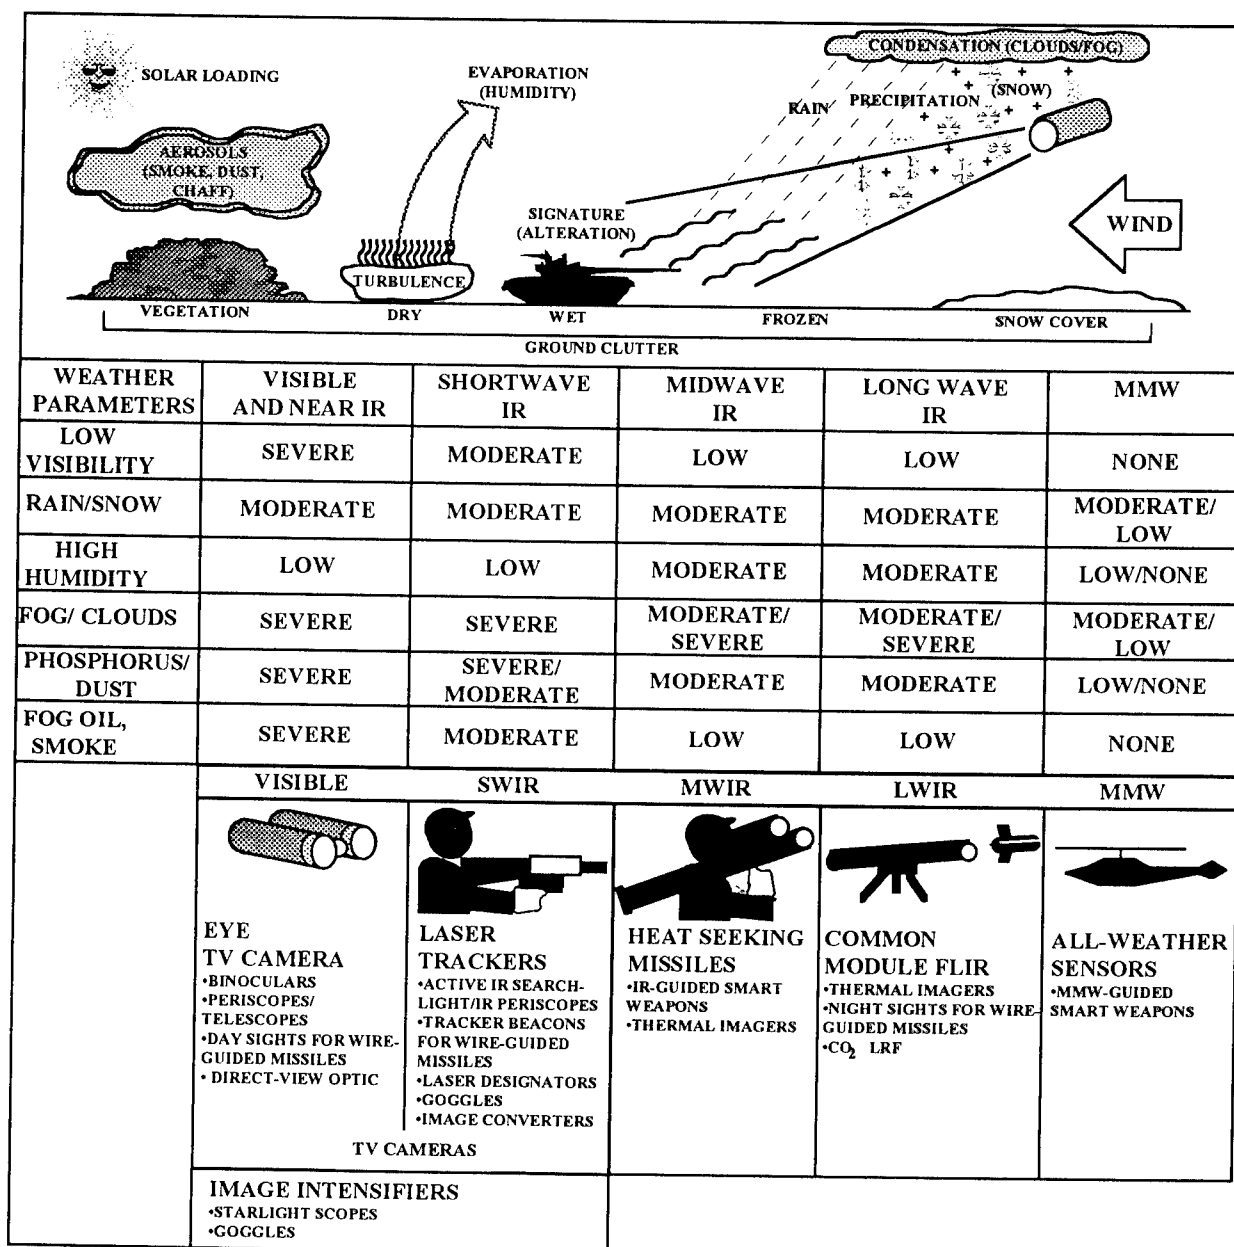 SOLAR LOADING
EVAPORATION
(HUMIDITY)
CONDENSATION (CLOUDS/FOG)
(SNOW)
RAIN PRECIPITATION
AEROSOLS
(SMOKE, DUST,
CHAFF)
SIGNATURE
(ALTERATION)
WIND
TURBULENCE
VEGETATION DRY WET FROZEN SNOW COVER
GROUND CLUTTER
WEATHER PARAMETERS VISIBLE AND NEAR IR SHORTWAVE IR MIDWAVE IR LONG WAVE IR MMW
LOW VISIBILITY SEVERE MODERATE LOW LOW NONE
RAIN/SNOW MODERATE MODERATE MODERATE MODERATE MODERATE/ LOW
HIGH HUMIDITY LOW LOW MODERATE MODERATE LOW/NONE
FOG/ CLOUDS SEVERE SEVERE MODERATE/ SEVERE MODERATE/ SEVERE MODERATE/ LOW
PHOSPHORUS/ DUST SEVERE SEVERE/ MODERATE MODERATE MODERATE LOW/NONE
FOG OIL, SMOKE SEVERE MODERATE LOW LOW NONE
VISIBLE SWIR MWIR LWIR MMW
EYE
TV CAMERA
•BINOCULARS
•PERISCOPES/
TELESCOPES
•DAY SIGHTS FOR WIRE-
GUIDED MISSILES
• DIRECT-VIEW OPTIC
LASER
TRACKERS
•ACTIVE IR SEARCH-
LIGHT/IR PERISCOPES
•TRACKER BEACONS
FOR WIRE-GUIDED
MISSILES
•LASER DESIGNATORS
•GOGGLES
•IMAGE CONVERTERS
TV CAMERAS
HEAT SEEKING
MISSILES
•IR-GUIDED SMART
WEAPONS
•THERMAL IMAGERS
COMMON
MODULE FLIR
•THERMAL IMAGERS
•NIGHT SIGHTS FOR WIRE-
GUIDED MISSILES
•CO2 LRF
ALL-WEATHER
SENSORS
•MMW-GUIDED
SMART WEAPONS
IMAGE INTENSIFIERS
•STARLIGHT SCOPES
•GOGGLES